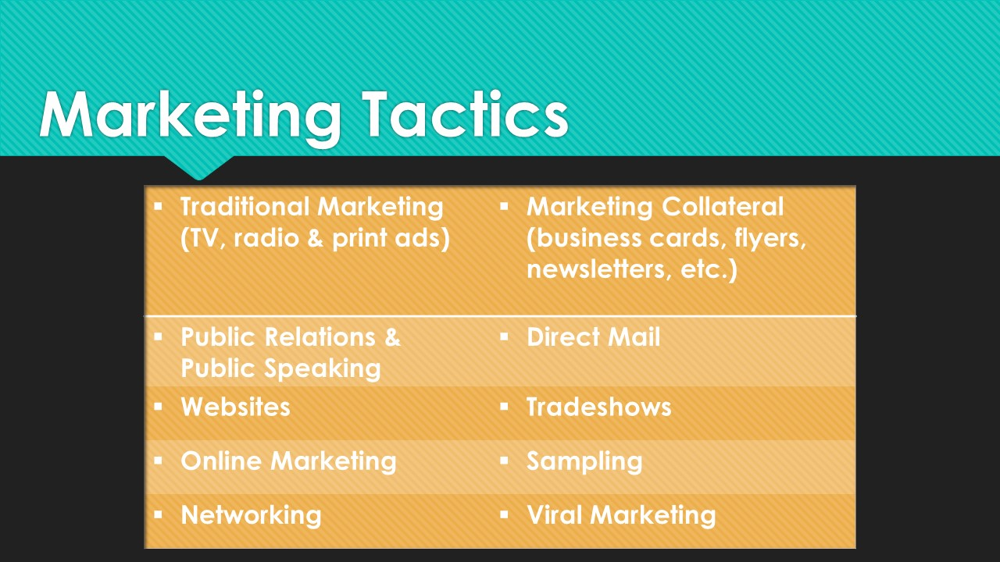 Marketing Tactics
▪ Traditional Marketing
(TV, radio & print ads)
▪ Marketing Collateral
(business cards, flyers,
newsletters, etc.)
▪ Public Relations &
Public Speaking
▪ Direct Mail
▪ Websites
▪ Tradeshows
▪ Online Marketing
▪ Sampling
▪ Networking
▪ Viral Marketing